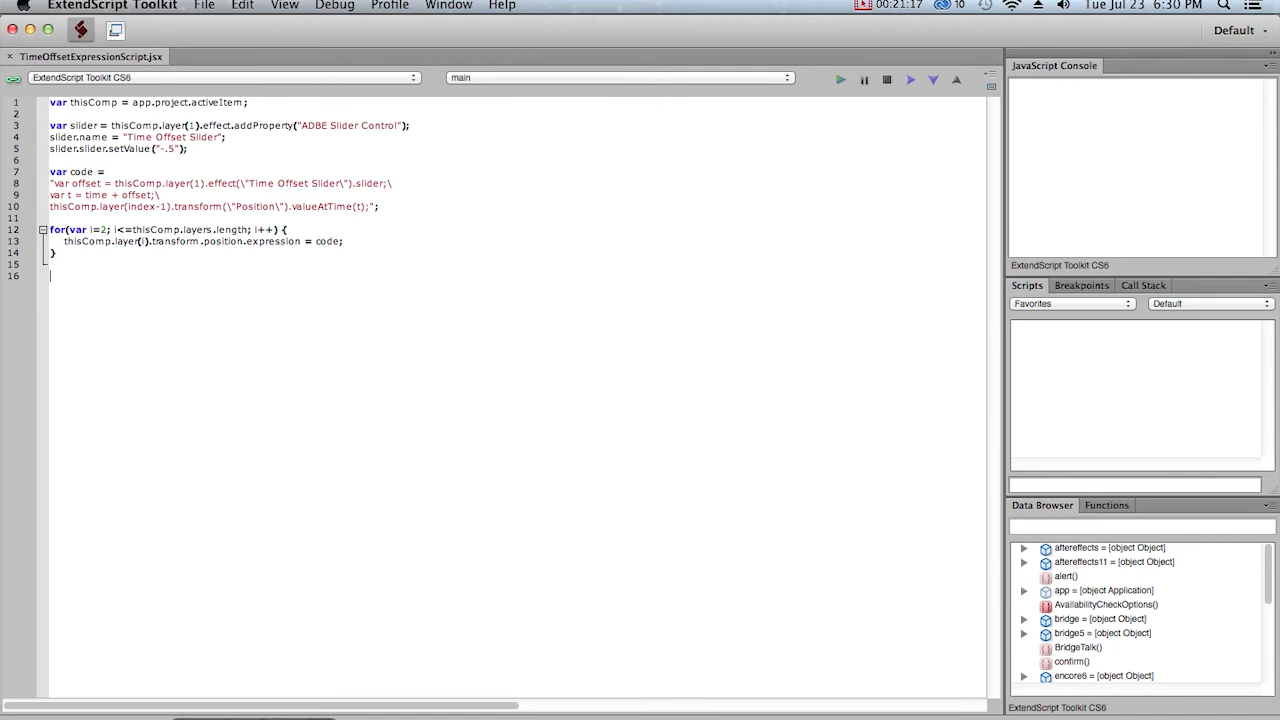 ExtendScript Toolkit File Edit View Debug Profile Window Help 00:21:17 10 Tue Jul 23 6:30 PM
Default
× TimeOffsetExpressionScript.jsx
ExtendScript Toolkit CS6 main
1 var thisComp = app.project.activeItem;
2
3 var slider = thisComp.layer(1).effect.addProperty("ADBE Slider Control");
4 slider.name = "Time Offset Slider";
5 slider.slider.setValue("-.5");
6
7 var code =
8 "var offset = thisComp.layer(1).effect(\"Time Offset Slider\").slider;\
9 var t = time + offset;\
10 thisComp.layer(index-1).transform(\"Position\").valueAtTime(t);";
11
12 for(var i=2; i<=thisComp.layers.length; i++) {
13 thisComp.layer(i).transform.position.expression = code;
14 }
15
16
JavaScript Console
ExtendScript Toolkit CS6
Scripts Breakpoints Call Stack
Favorites Default
Data Browser Functions
aftereffects = [object Object]
aftereffects11 = [object Object]
alert()
app = [object Application]
AvailabilityCheckOptions()
bridge = [object Object]
bridge5 = [object Object]
BridgeTalk()
confirm()
encore6 = [object Object]
ExtendScript Toolkit CS6